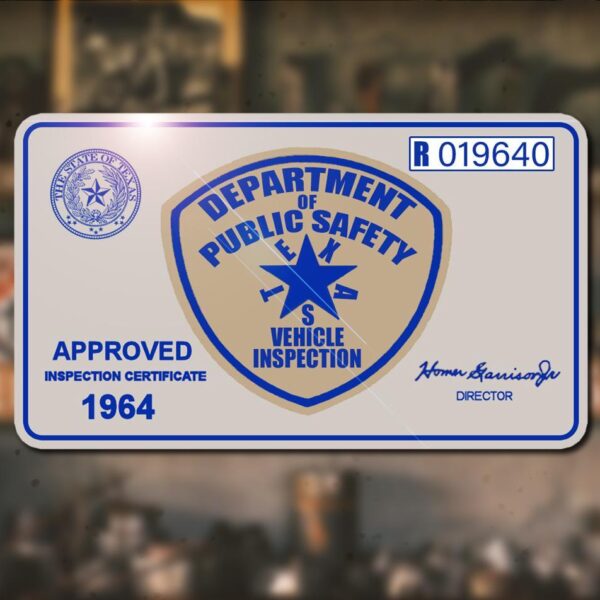 THE STATE OF TEXAS
R 019640
DEPARTMENT
OF
PUBLIC SAFETY
TEXAS
VEHICLE
INSPECTION
APPROVED
INSPECTION CERTIFICATE
1964
Homer Garrison Jr
DIRECTOR